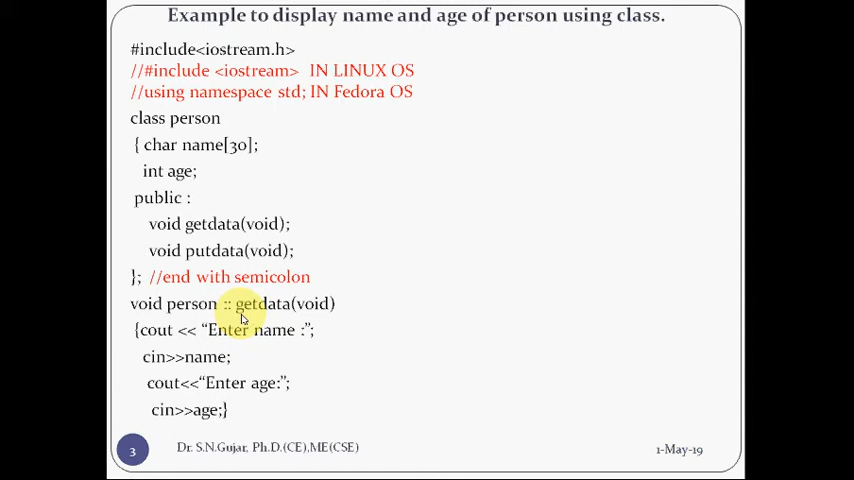 Example to display name and age of person using class.
#include<iostream.h>
//#include <iostream> IN LINUX OS
//using namespace std; IN Fedora OS
class person
{ char name[30];
int age;
public :
void getdata(void);
void putdata(void);
}; //end with semicolon
void person :: getdata(void)
{cout << “Enter name :”;
cin>>name;
cout<<“Enter age:”;
cin>>age;}
3 Dr. S.N.Gujar, Ph.D.(CE),ME(CSE) 1-May-19